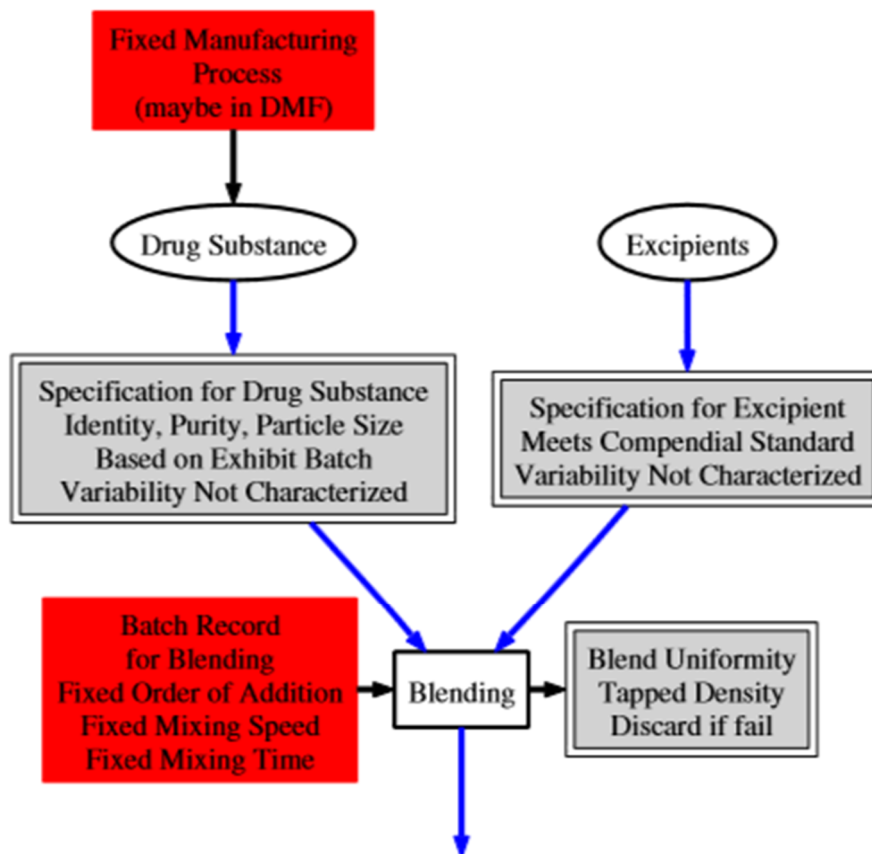 Fixed Manufacturing
Process
(maybe in DMF)
Drug Substance
Excipients
Specification for Drug Substance
Identity, Purity, Particle Size
Based on Exhibit Batch
Variability Not Characterized
Specification for Excipient
Meets Compendial Standard
Variability Not Characterized
Batch Record
for Blending
Fixed Order of Addition
Fixed Mixing Speed
Fixed Mixing Time
Blending
Blend Uniformity
Tapped Density
Discard if fail